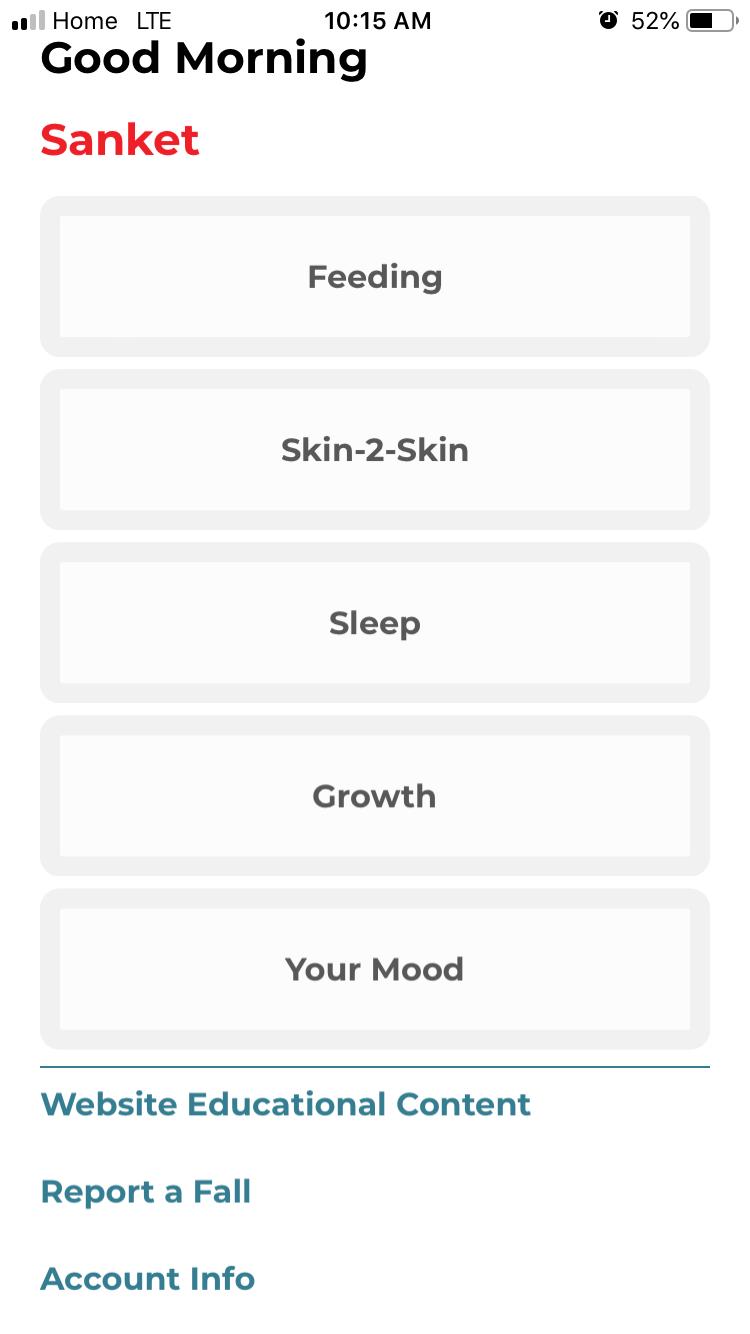 Home LTE 10:15 AM 52%
Good Morning
Sanket
Feeding
Skin-2-Skin
Sleep
Growth
Your Mood
Website Educational Content
Report a Fall
Account Info